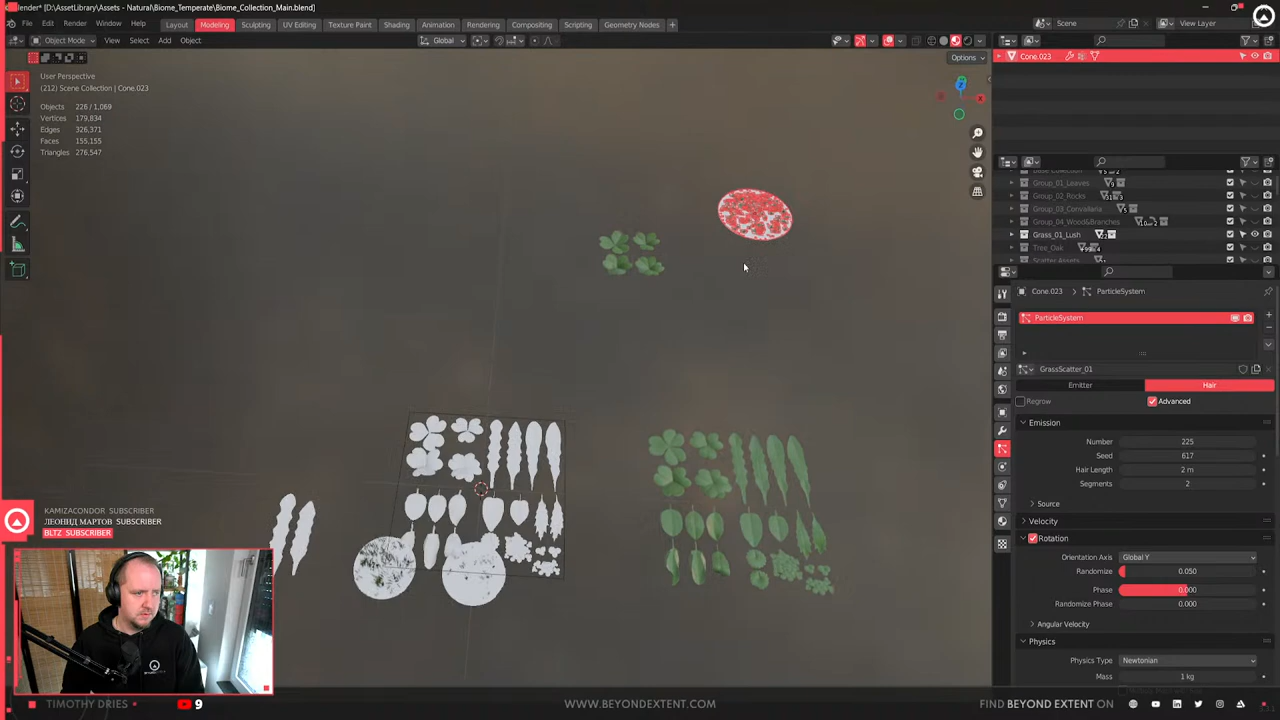 Blender* [D:\AssetLibrary\Assets - Natural\Biome_Temperate\Biome_Collection_Main.blend]
File Edit Render Window Help Layout Modeling Sculpting UV Editing Texture Paint Shading Animation Rendering Compositing Scripting Geometry Nodes + Scene View Layer
Object Mode View Select Add Object Global
Options
User Perspective
(212) Scene Collection | Cone.023
Objects 226 / 1,069
Vertices 179,834
Edges 326,371
Faces 155,155
Triangles 276,547
Z
X
Cone.023
Base Collection
Group_01_Leaves
Group_02_Rocks
Group_04_Wood&Branches
Grass_01_Lush
Tree_Oak
Scatter Assets
Cone.023 > ParticleSystem
ParticleSystem
GrassScatter_01
Emitter Hair
Regrow Advanced
Emission
Number 225
Seed 617
Hair Length 2 m
Segments 2
Source
Velocity
Rotation
Orientation Axis Global Y
Randomize 0.050
Phase 0.000
Randomize Phase 0.000
Angular Velocity
Physics
Physics Type Newtonian
Mass 1 kg
KAMIZACONDOR SUBSCRIBER
ЛЕОНИД МАРТОВ SUBSCRIBER
BLTZ SUBSCRIBER
TIMOTHY DRIES 9 WWW.BEYONDEXTENT.COM FIND BEYOND EXTENT ON